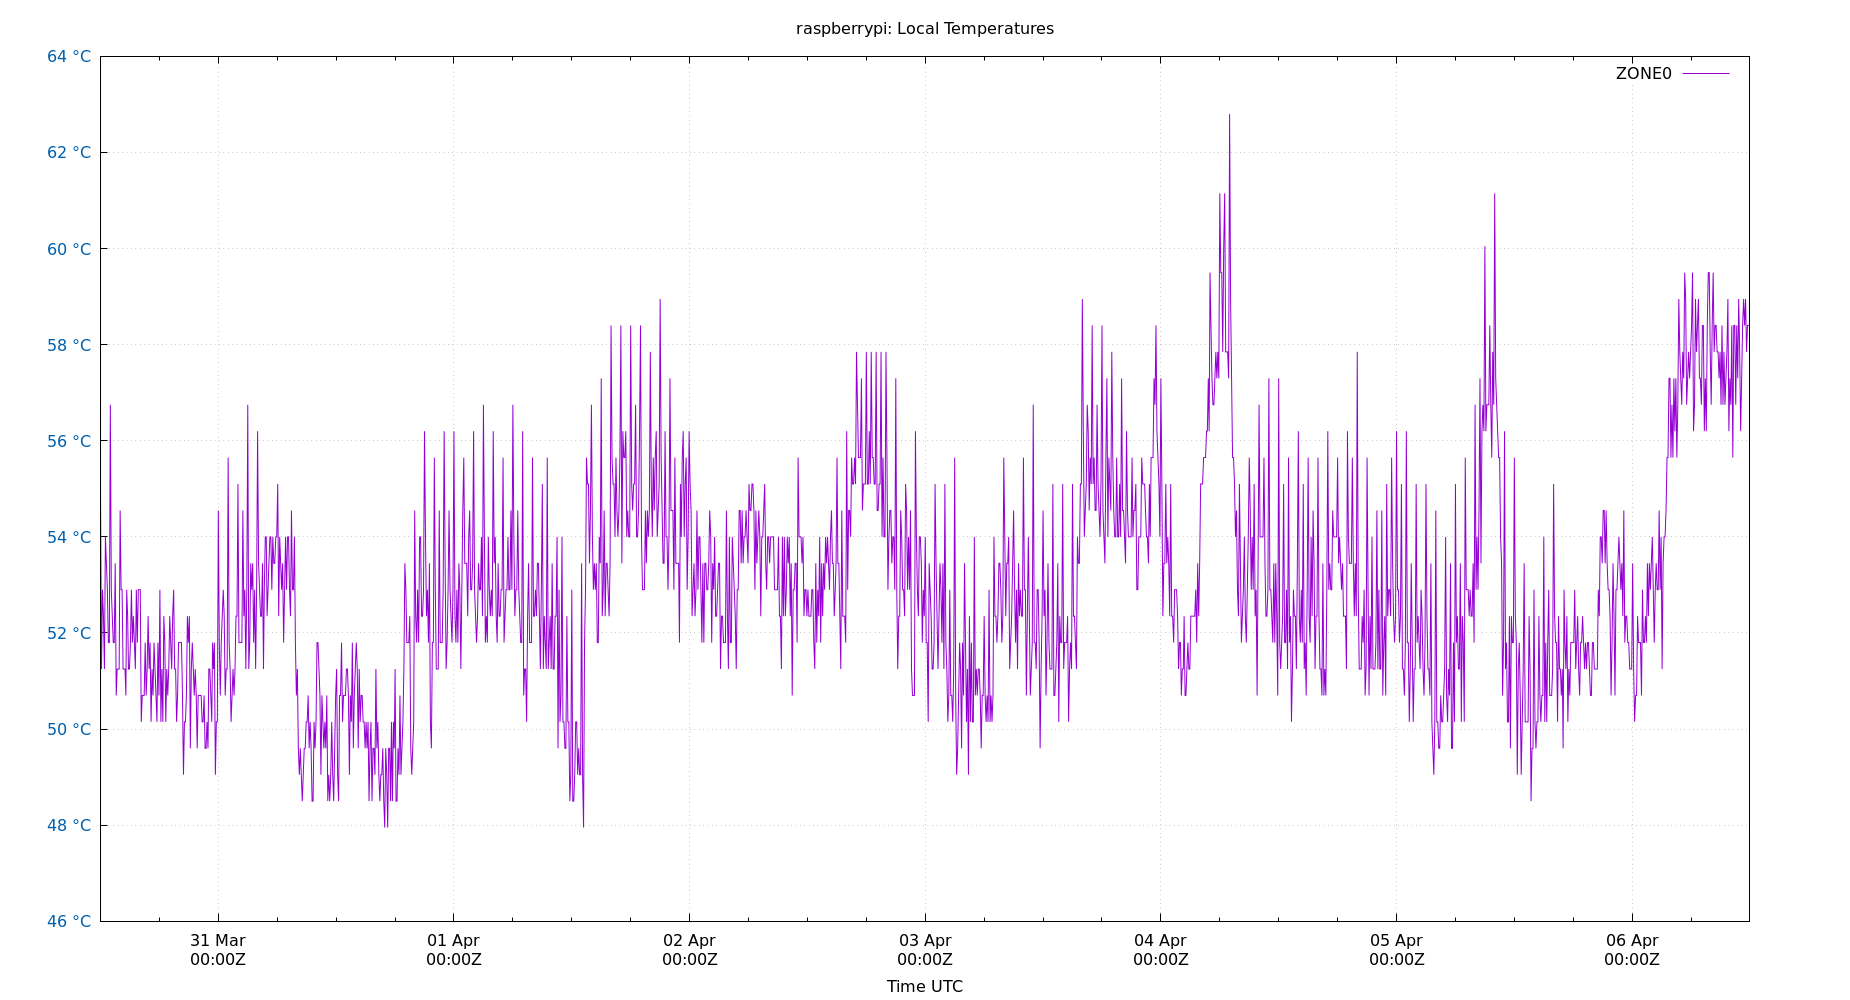 raspberrypi: Local Temperatures
64 °C
ZONE0
62 °C
60 °C
58 °C
56 °C
54 °C
52 °C
50 °C
48 °C
46 °C
31 Mar 01 Apr 02 Apr 03 Apr 04 Apr 05 Apr 06 Apr
00:00Z 00:00Z 00:00Z 00:00Z 00:00Z 00:00Z 00:00Z
Time UTC